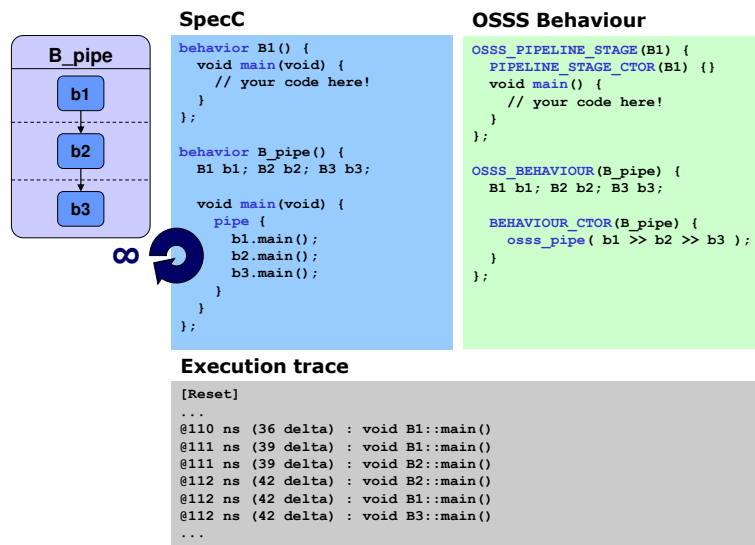 B_pipe
b1
b2
b3
∞
SpecC
behavior B1() {
  void main(void) {
    // your code here!
  }
};
behavior B_pipe() {
  B1 b1; B2 b2; B3 b3;
  void main(void) {
    pipe {
      b1.main();
      b2.main();
      b3.main();
    }
  }
};
OSSS Behaviour
OSSS_PIPELINE_STAGE(B1) {
  PIPELINE_STAGE_CTOR(B1) {}
  void main() {
    // your code here!
  }
};
OSSS_BEHAVIOUR(B_pipe) {
  B1 b1; B2 b2; B3 b3;
  BEHAVIOUR_CTOR(B_pipe) {
    osss_pipe( b1 >> b2 >> b3 );
  }
};
Execution trace
[Reset]
...
@110 ns (36 delta) : void B1::main()
@111 ns (39 delta) : void B1::main()
@111 ns (39 delta) : void B2::main()
@112 ns (42 delta) : void B2::main()
@112 ns (42 delta) : void B1::main()
@112 ns (42 delta) : void B3::main()
...